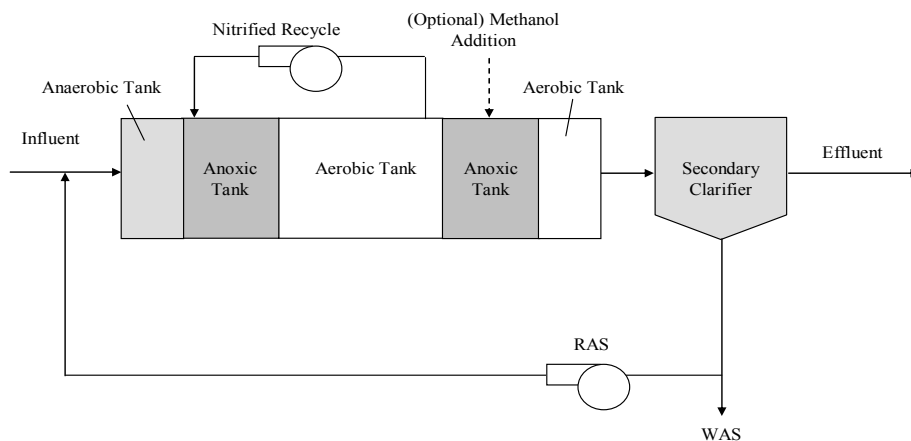 (Optional) Methanol
Addition
Nitrified Recycle
Anaerobic Tank
Aerobic Tank
Influent
Anoxic
Tank
Aerobic Tank
Anoxic
Tank
Secondary
Clarifier
Effluent
RAS
WAS